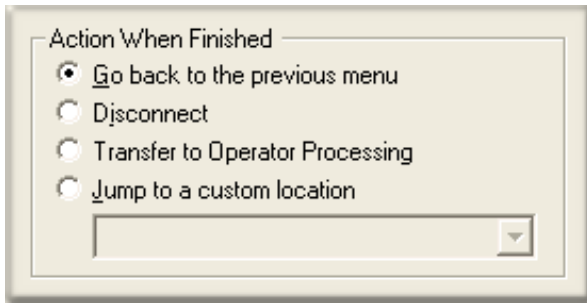 Action When Finished
Go back to the previous menu
Disconnect
Transfer to Operator Processing
Jump to a custom location